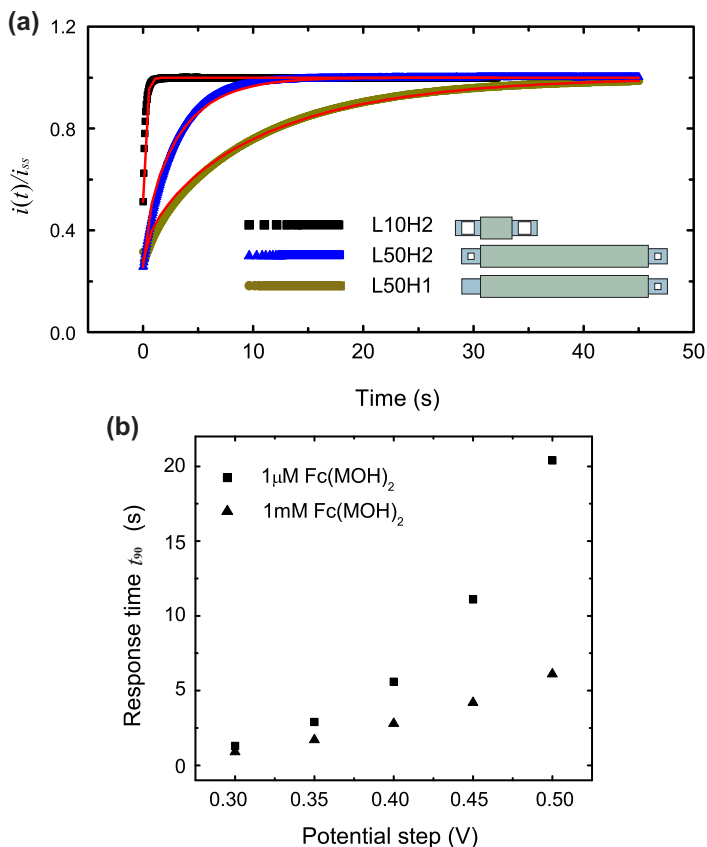 (a)
1.2
0.8
0.4
0.0
i(t)/i_ss
0 10 20 30 40 50
Time (s)
L10H2
L50H2
L50H1
(b)
20
15
10
5
0
Response time t₉₀ (s)
1μM Fc(MOH)₂
1mM Fc(MOH)₂
0.30 0.35 0.40 0.45 0.50
Potential step (V)